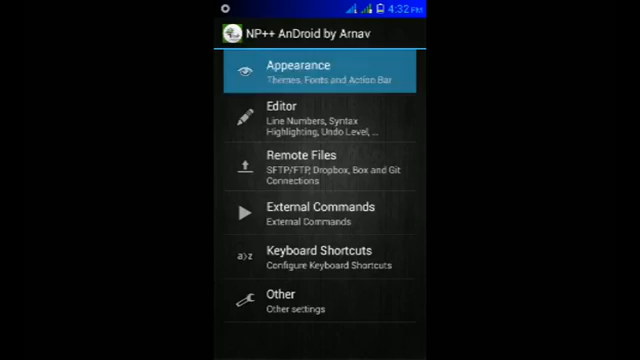 4:32 PM
NP++ AnDroid by Arnav
Appearance
Themes, Fonts and Action Bar
Editor
Line Numbers, Syntax
Highlighting, Undo Level, ...
Remote Files
SFTP/FTP, Dropbox, Box and Git
Connections
External Commands
External Commands
Keyboard Shortcuts
a>z
Configure Keyboard Shortcuts
Other
Other settings